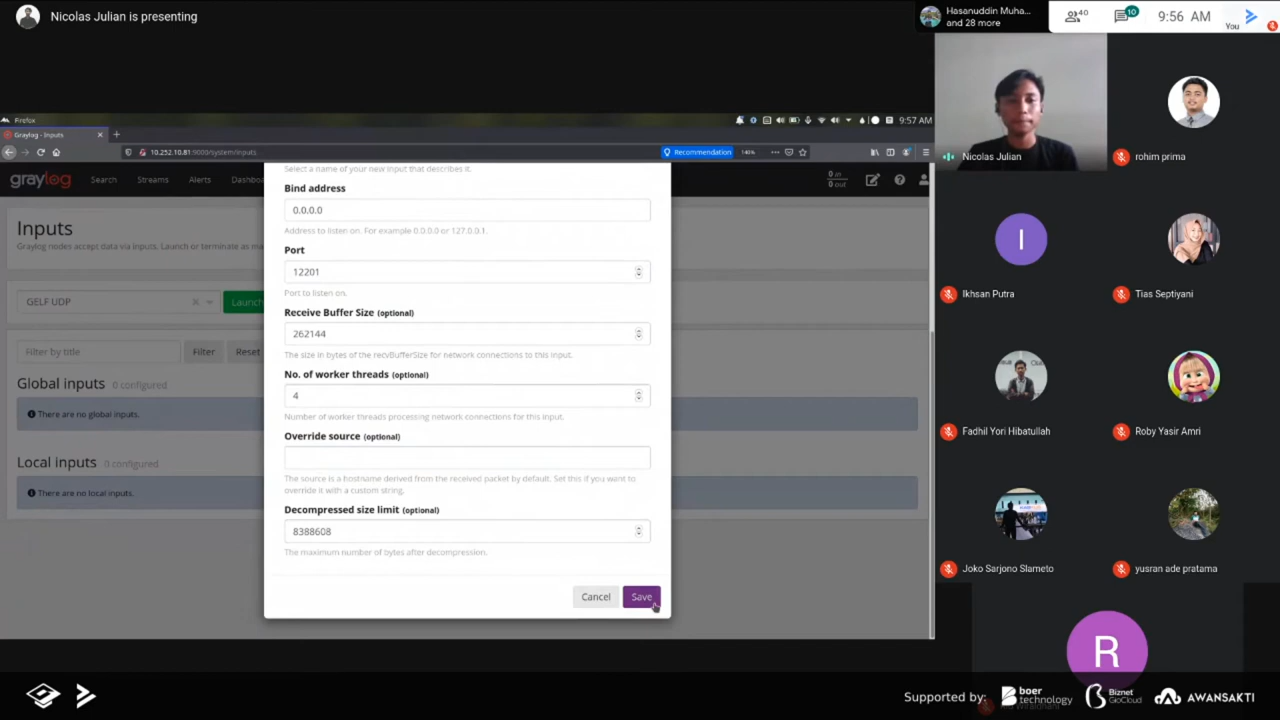 Nicolas Julian is presenting
Hasanuddin Muha...
and 28 more
40
10
9:56 AM
You
Firefox
9:57 AM
Graylog - Inputs
10.252.10.81:9000/system/inputs
Recommendation
graylog
Search
Streams
Alerts
Dashboa
0 in
0 out
Inputs
Graylog nodes accept data via inputs. Launch or terminate as ma
GELF UDP
Launch
Filter by title
Filter
Reset
Global inputs 0 configured
There are no global inputs.
Local inputs 0 configured
There are no local inputs.
Select a name of your new input that describes it.
Bind address
0.0.0.0
Address to listen on. For example 0.0.0.0 or 127.0.0.1.
Port
12201
Port to listen on.
Receive Buffer Size (optional)
262144
The size in bytes of the recvBufferSize for network connections to this input.
No. of worker threads (optional)
4
Number of worker threads processing network connections for this input.
Override source (optional)
The source is a hostname derived from the received packet by default. Set this if you want to
override it with a custom string.
Decompressed size limit (optional)
8388608
The maximum number of bytes after decompression.
Cancel
Save
Nicolas Julian
rohim prima
I
Ikhsan Putra
Tias Septiyani
Fadhil Yori Hibatullah
Roby Yasir Amri
Joko Sarjono Slameto
yusran ade pratama
R
Supported by:
boer
technology
Biznet
GioCloud
AWANSAKTI